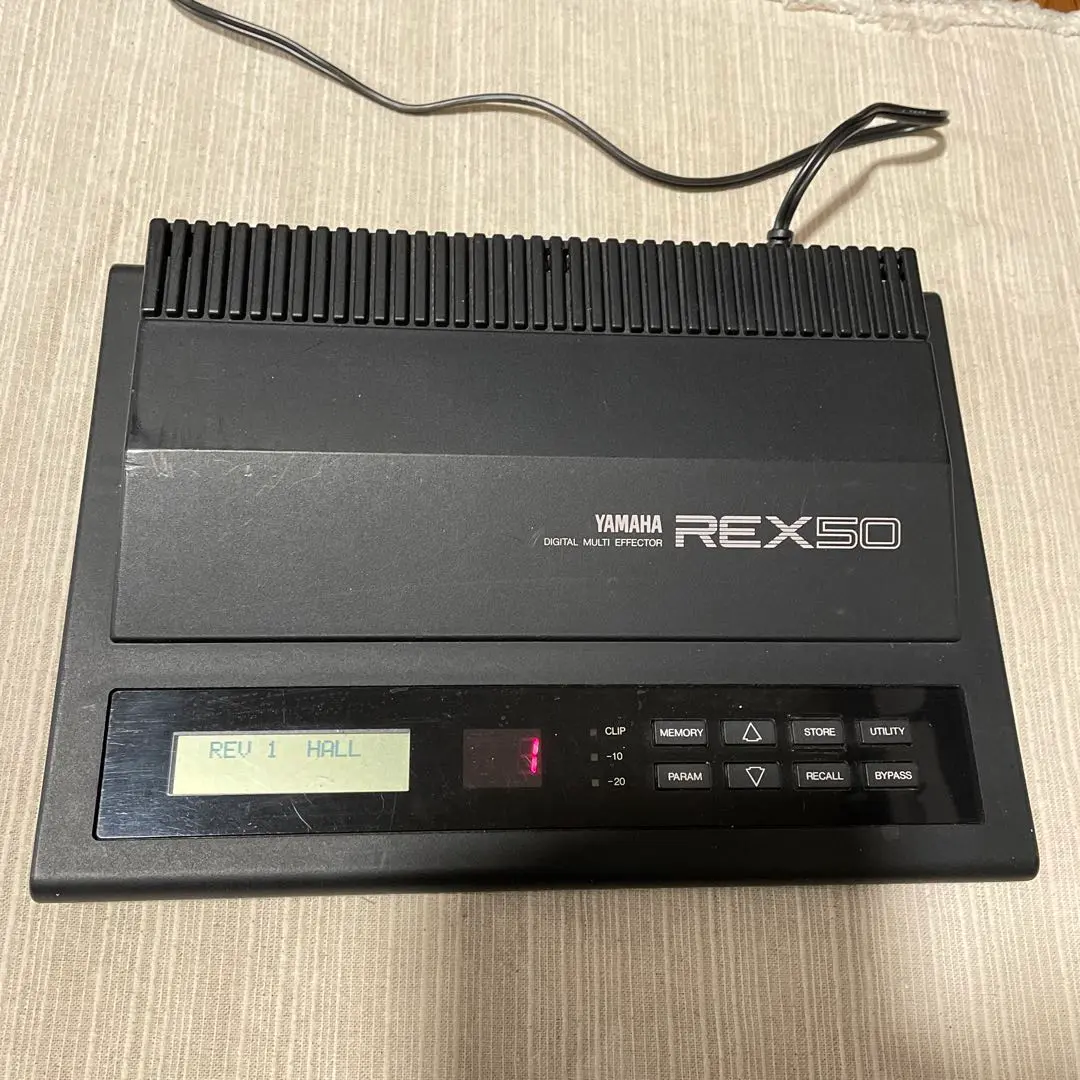 YAMAHA
DIGITAL MULTI EFFECTOR REX50
REV 1 HALL
1
CLIP
-10
-20
MEMORY STORE UTILITY
PARAM RECALL BYPASS